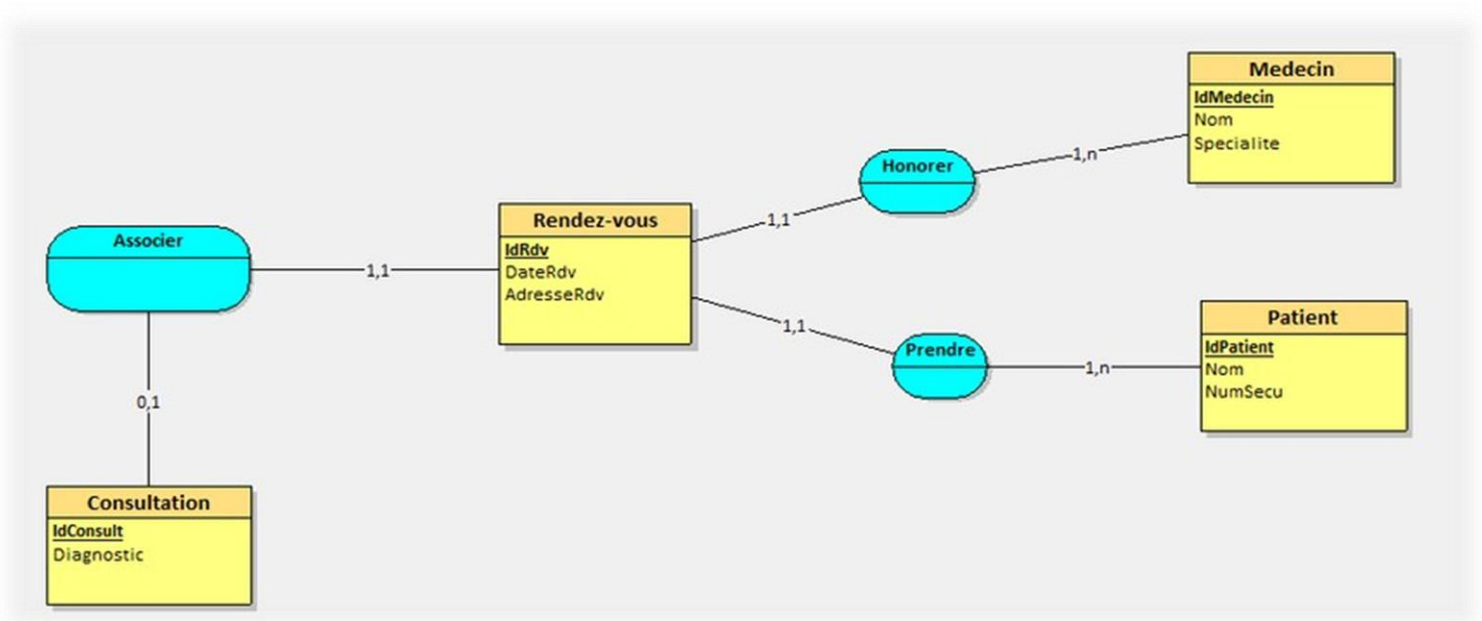 Medecin
IdMedecin
Nom
Specialite
Honorer
1,n
1,1
Rendez-vous
IdRdv
DateRdv
AdresseRdv
Associer
1,1
1,1
Prendre
1,n
Patient
IdPatient
Nom
NumSecu
0,1
Consultation
IdConsult
Diagnostic